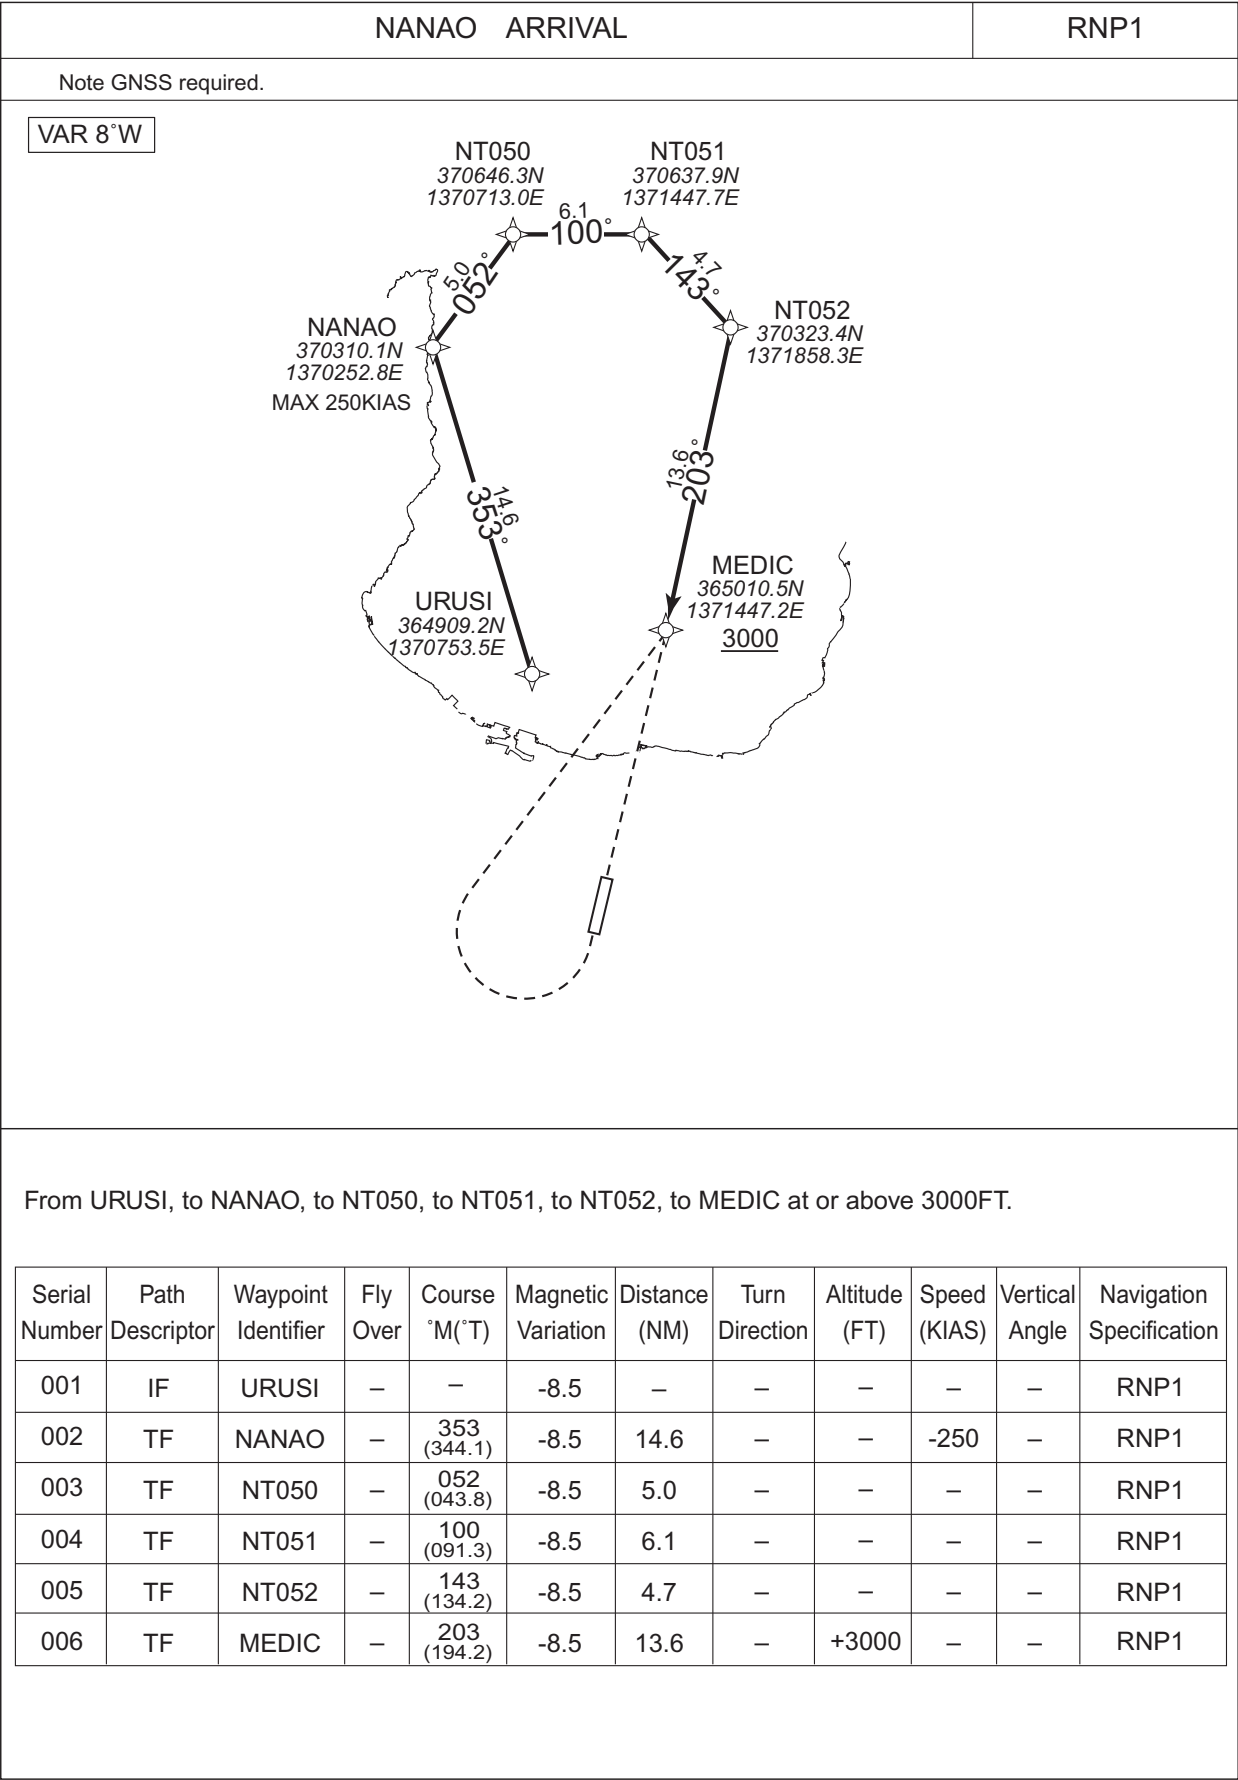 NANAO ARRIVAL
RNP1
Note GNSS required.
VAR 8˚W
NT050
370646.3N
1370713.0E
NT051
370637.9N
1371447.7E
6.1
100°
5.0
052°
4.7
143°
NANAO
370310.1N
1370252.8E
MAX 250KIAS
NT052
370323.4N
1371858.3E
14.6
353°
13.6
203°
URUSI
364909.2N
1370753.5E
MEDIC
365010.5N
1371447.2E
3000
From URUSI, to NANAO, to NT050, to NT051, to NT052, to MEDIC at or above 3000FT.
Serial Number Path Descriptor Waypoint Identifier Fly Over Course ˚M(˚T) Magnetic Variation Distance (NM) Turn Direction Altitude (FT) Speed (KIAS) Vertical Angle Navigation Specification
001 IF URUSI – – -8.5 – – – – – RNP1
002 TF NANAO – 353 (344.1) -8.5 14.6 – – -250 – RNP1
003 TF NT050 – 052 (043.8) -8.5 5.0 – – – – RNP1
004 TF NT051 – 100 (091.3) -8.5 6.1 – – – – RNP1
005 TF NT052 – 143 (134.2) -8.5 4.7 – – – – RNP1
006 TF MEDIC – 203 (194.2) -8.5 13.6 – +3000 – – RNP1